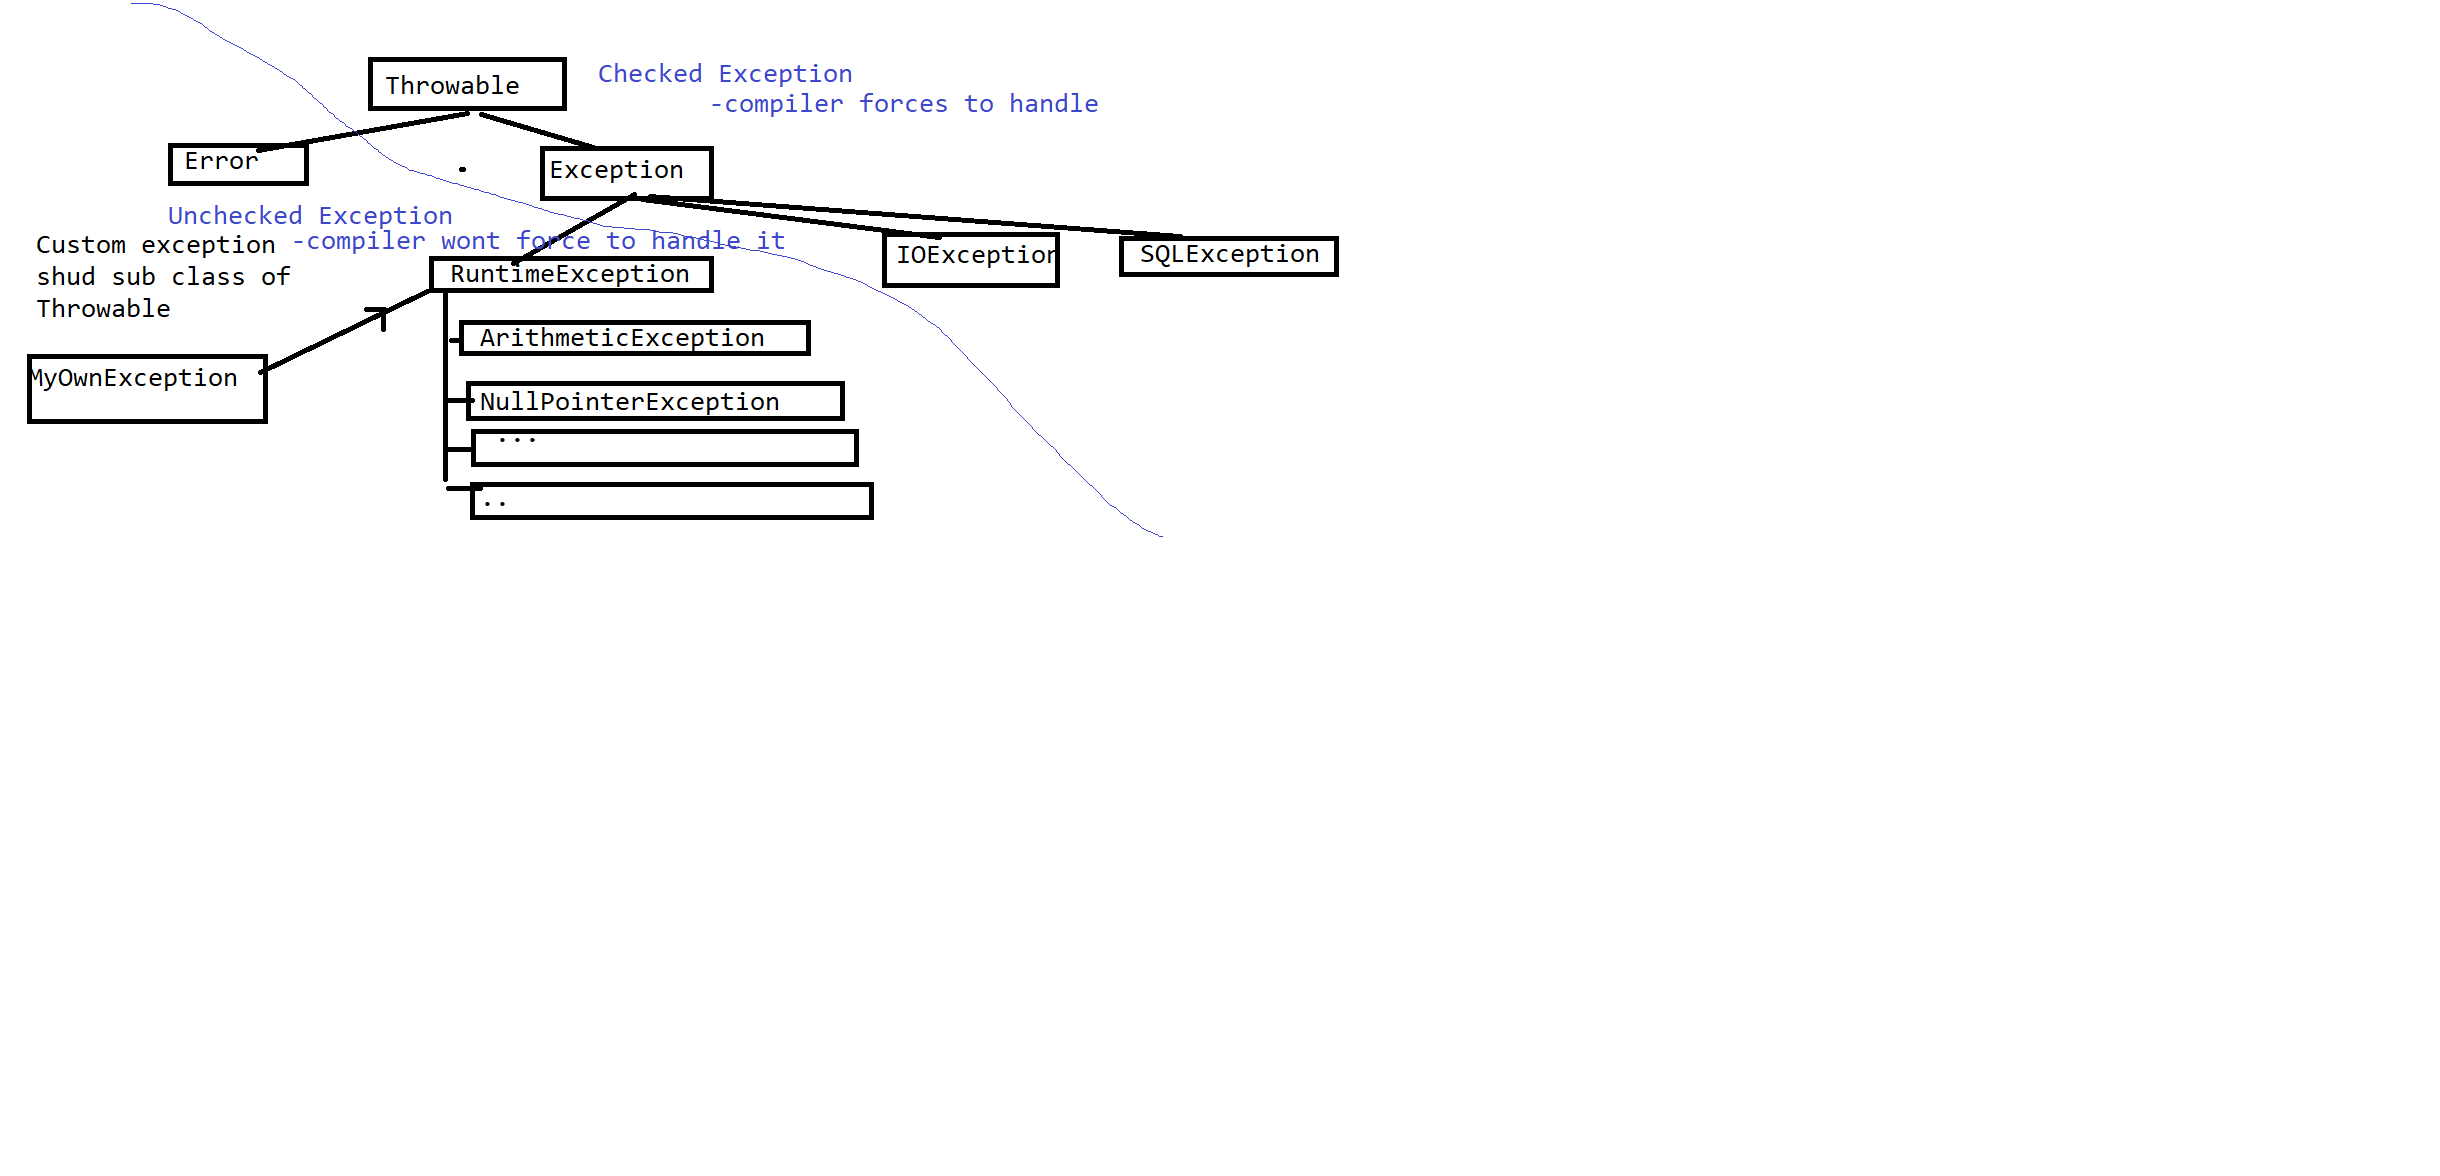 Throwable
Checked Exception
-compiler forces to handle
Error
Exception
Unchecked Exception
-compiler wont force to handle it
Custom exception
shud sub class of
Throwable
IOException
SQLException
RuntimeException
ArithmeticException
MyOwnException
NullPointerException
...
..